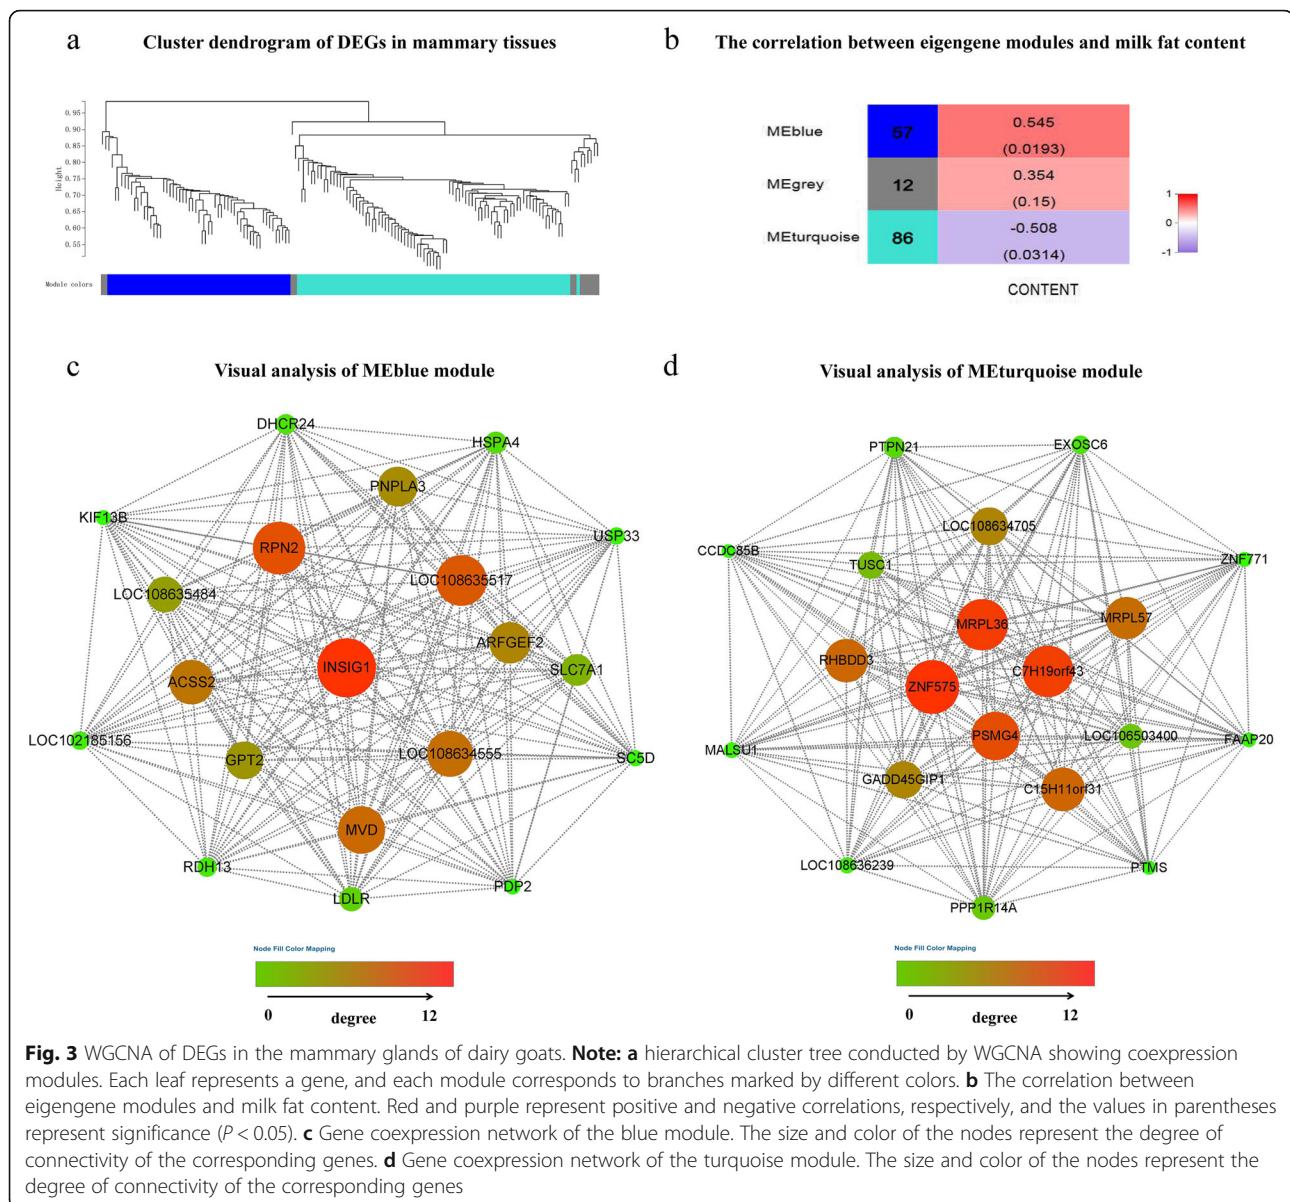 a
Cluster dendrogram of DEGs in mammary tissues
Height
0.95
0.90
0.85
0.80
0.75
0.70
0.65
0.60
0.55
Module colors
b
The correlation between eigengene modules and milk fat content
MEblue
57
0.545
(0.0193)
MEgrey
12
0.354
(0.15)
MEturquoise
86
-0.508
(0.0314)
CONTENT
1
0
-1
c
Visual analysis of MEblue module
DHCR24
HSPA4
PNPLA3
KIF13B
USP33
RPN2
LOC108635517
LOC108635484
ARFGEF2
INSIG1
SLC7A1
ACSS2
LOC102185156
LOC108634555
SC5D
GPT2
MVD
RDH13
PDP2
LDLR
Node Fill Color Mapping
0
degree
12
d
Visual analysis of MEturquoise module
PTPN21
EXOSC6
LOC108634705
CCDC85B
TUSC1
ZNF771
MRPL36
MRPL57
RHBDD3
C7H19orf43
ZNF575
PSMG4
LOC106503400
FAAP20
MALSU1
GADD45GIP1
C15H11orf31
LOC108636239
PTMS
PPP1R14A
Node Fill Color Mapping
0
degree
12
Fig. 3 WGCNA of DEGs in the mammary glands of dairy goats. Note: a hierarchical cluster tree conducted by WGCNA showing coexpression
modules. Each leaf represents a gene, and each module corresponds to branches marked by different colors. b The correlation between
eigengene modules and milk fat content. Red and purple represent positive and negative correlations, respectively, and the values in parentheses
represent significance (P < 0.05). c Gene coexpression network of the blue module. The size and color of the nodes represent the degree of
connectivity of the corresponding genes. d Gene coexpression network of the turquoise module. The size and color of the nodes represent the
degree of connectivity of the corresponding genes